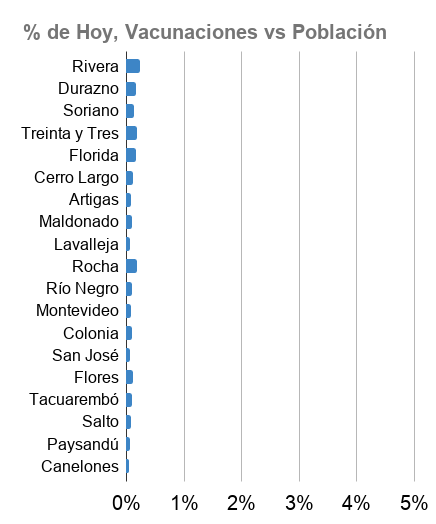 % de Hoy, Vacunaciones vs Población
Rivera
Durazno
Soriano
Treinta y Tres
Florida
Cerro Largo
Artigas
Maldonado
Lavalleja
Rocha
Río Negro
Montevideo
Colonia
San José
Flores
Tacuarembó
Salto
Paysandú
Canelones
0% 1% 2% 3% 4% 5%